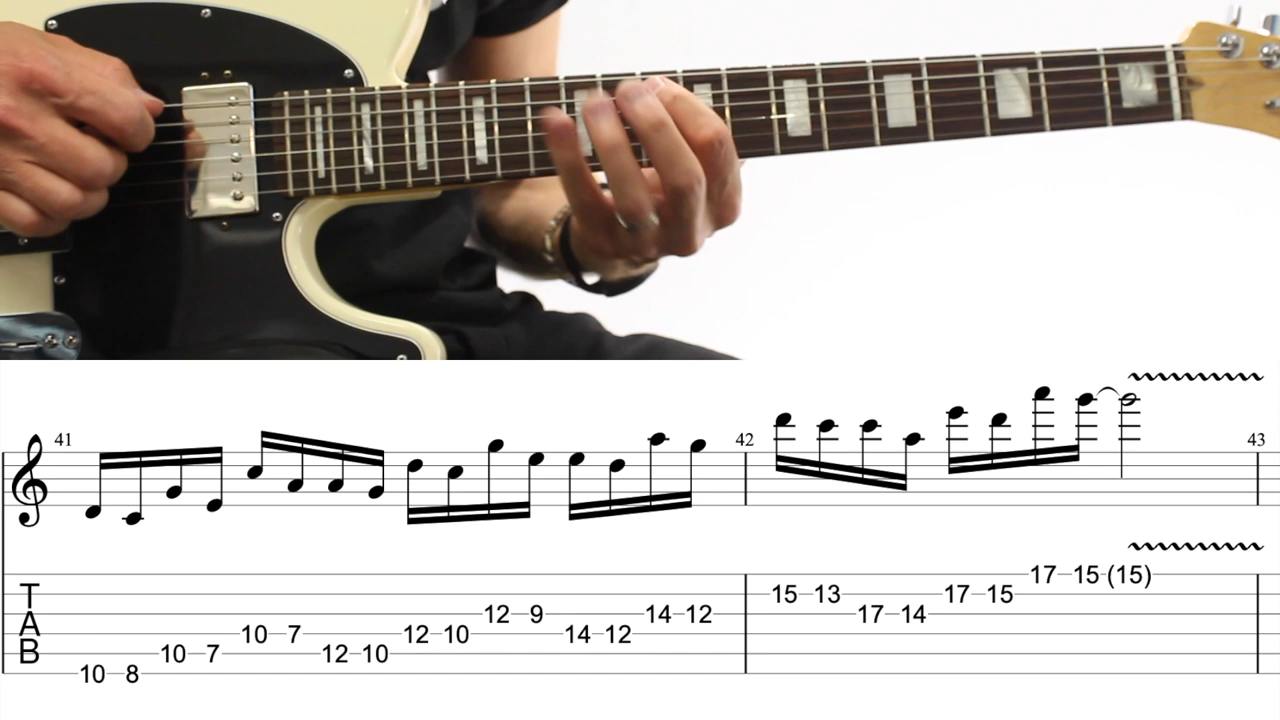 41 42 43
17 15 (15)
T 15 13 17 15
A 12 9 14 12 17 14
10 7 12 10 14 12
B 10 7 12 10
10 8